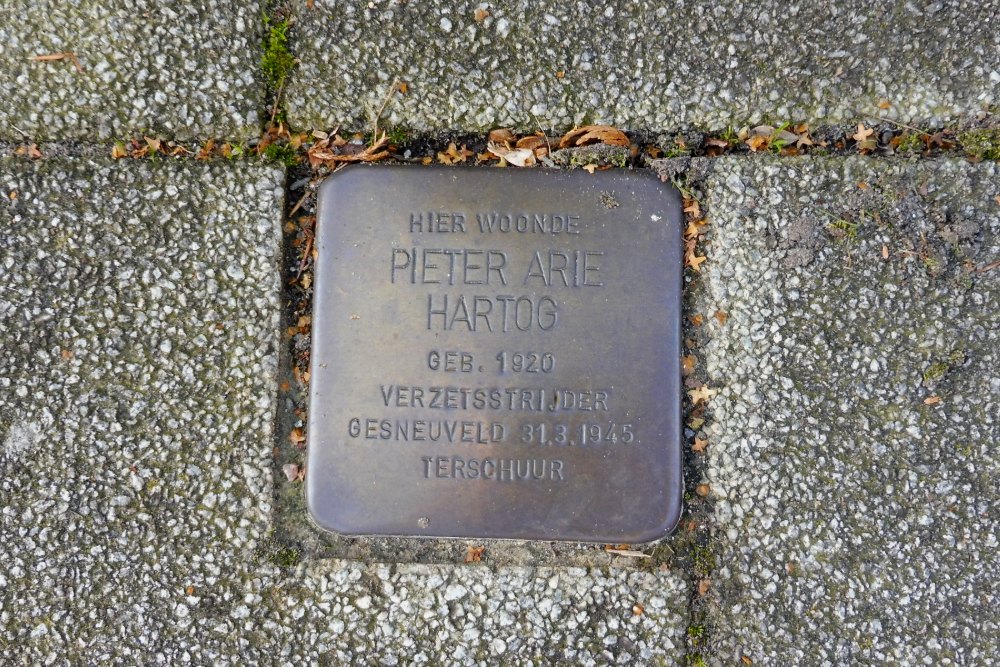 HIER WOONDE
PIETER ARIE
HARTOG
GEB. 1920
VERZETSSTRIJDER
GESNEUVELD 31.3.1945
TERSCHUUR